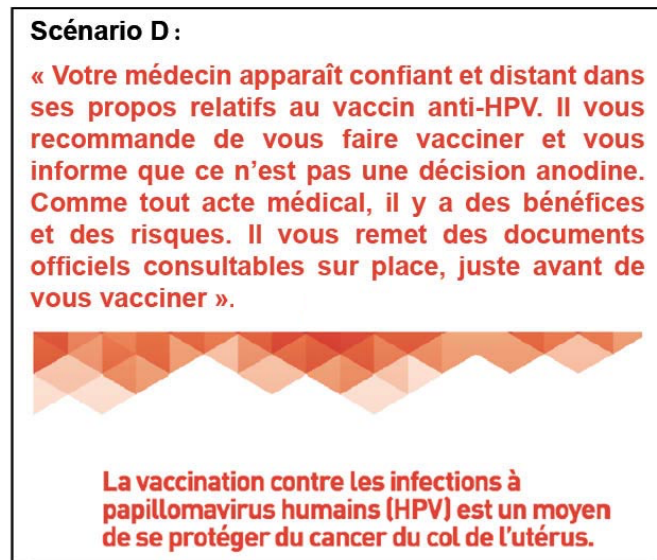 Scénario D :
« Votre médecin apparaît confiant et distant dans
ses propos relatifs au vaccin anti-HPV. Il vous
recommande de vous faire vacciner et vous
informe que ce n’est pas une décision anodine.
Comme tout acte médical, il y a des bénéfices
et des risques. Il vous remet des documents
officiels consultables sur place, juste avant de
vous vacciner ».
La vaccination contre les infections à
papillomavirus humains (HPV) est un moyen
de se protéger du cancer du col de l’utérus.